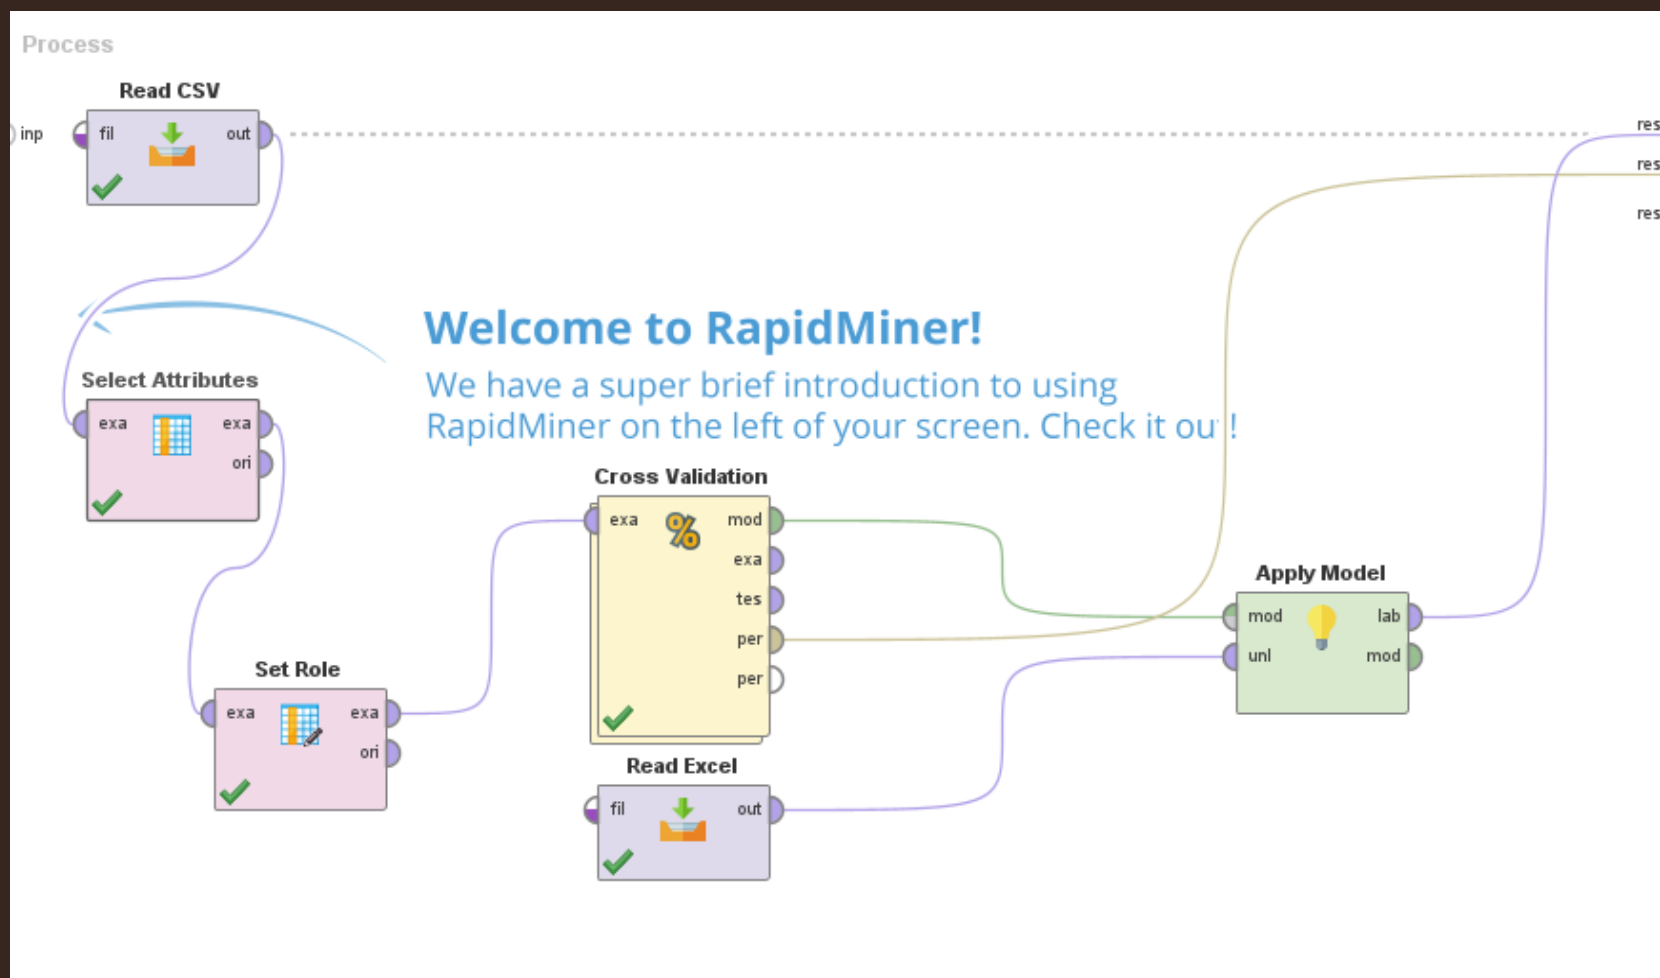 Process
Read CSV
inp
fil
out
res
res
res
Welcome to RapidMiner!
We have a super brief introduction to using
RapidMiner on the left of your screen. Check it out!
Select Attributes
exa
exa
ori
Cross Validation
exa
mod
exa
tes
per
per
Set Role
exa
exa
ori
Apply Model
mod
lab
unl
mod
Read Excel
fil
out